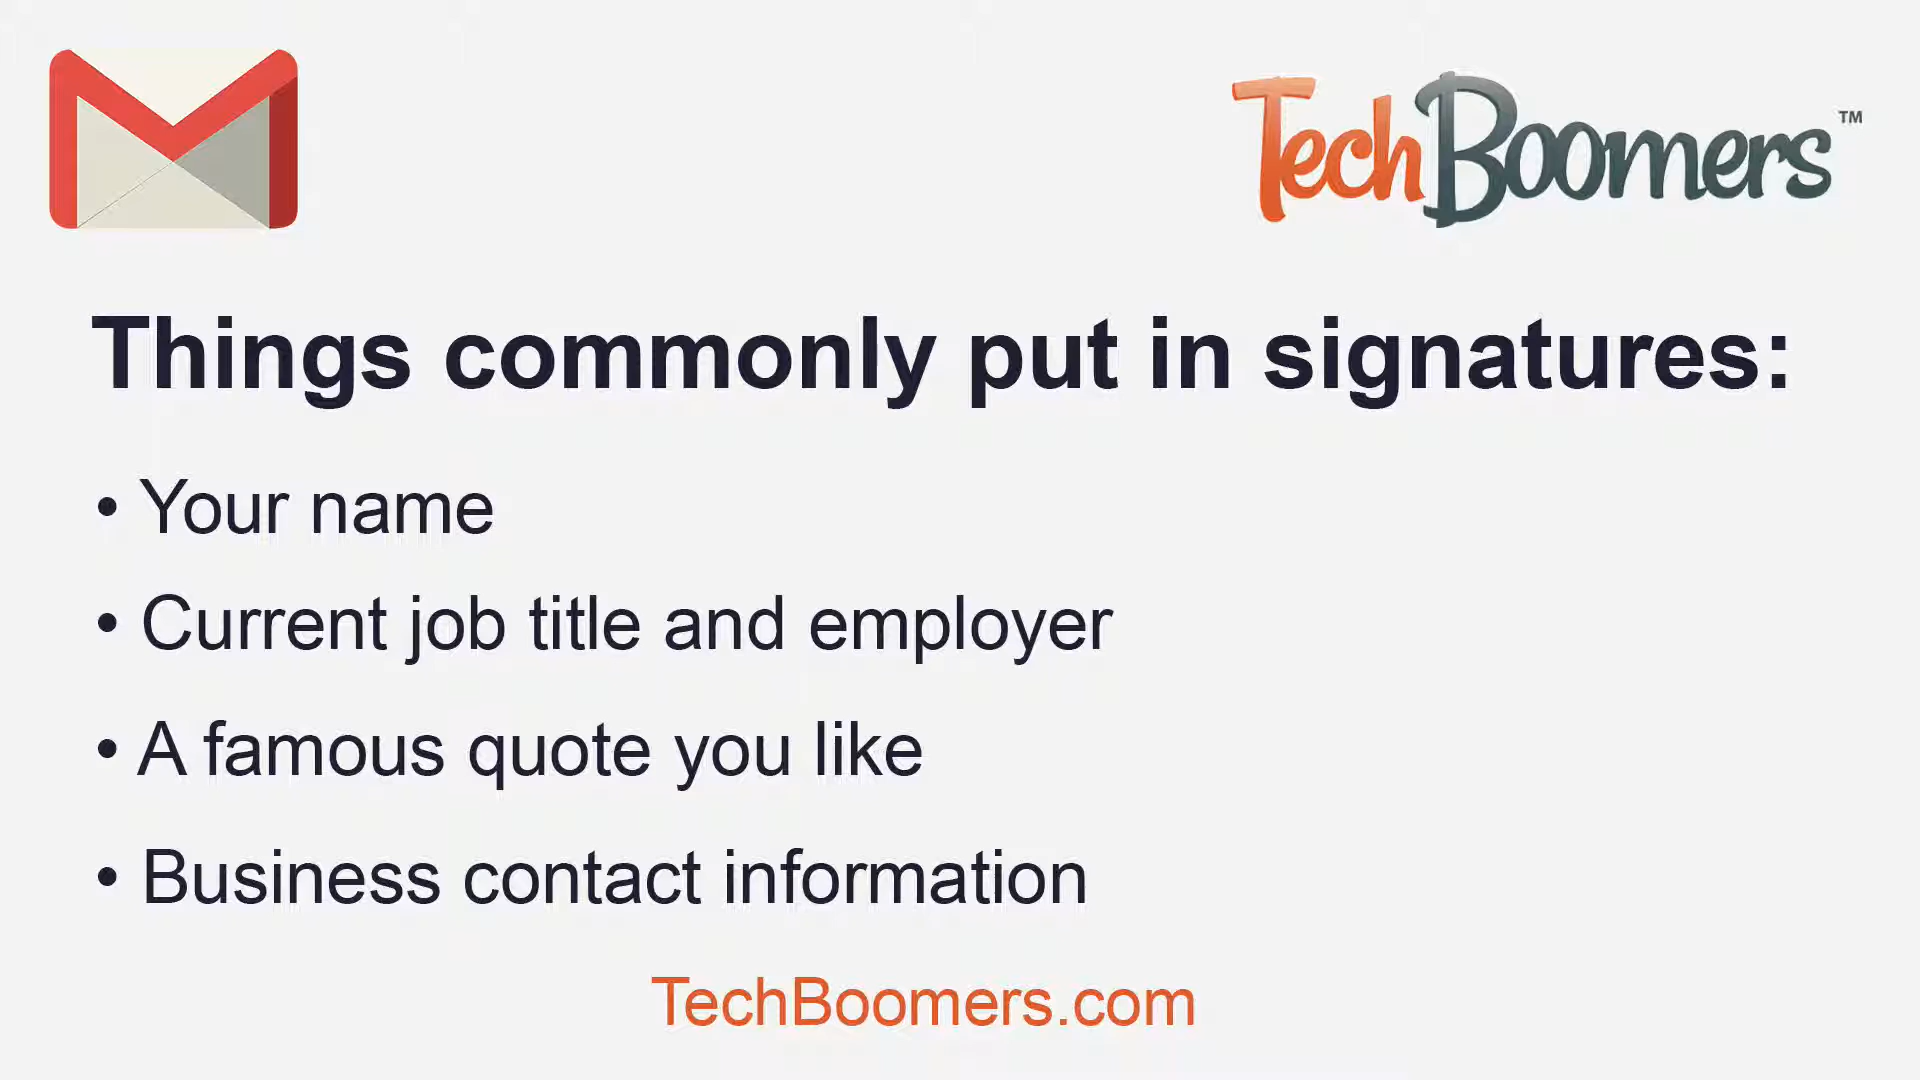 TechBoomers™
Things commonly put in signatures:
• Your name
• Current job title and employer
• A famous quote you like
• Business contact information
TechBoomers.com